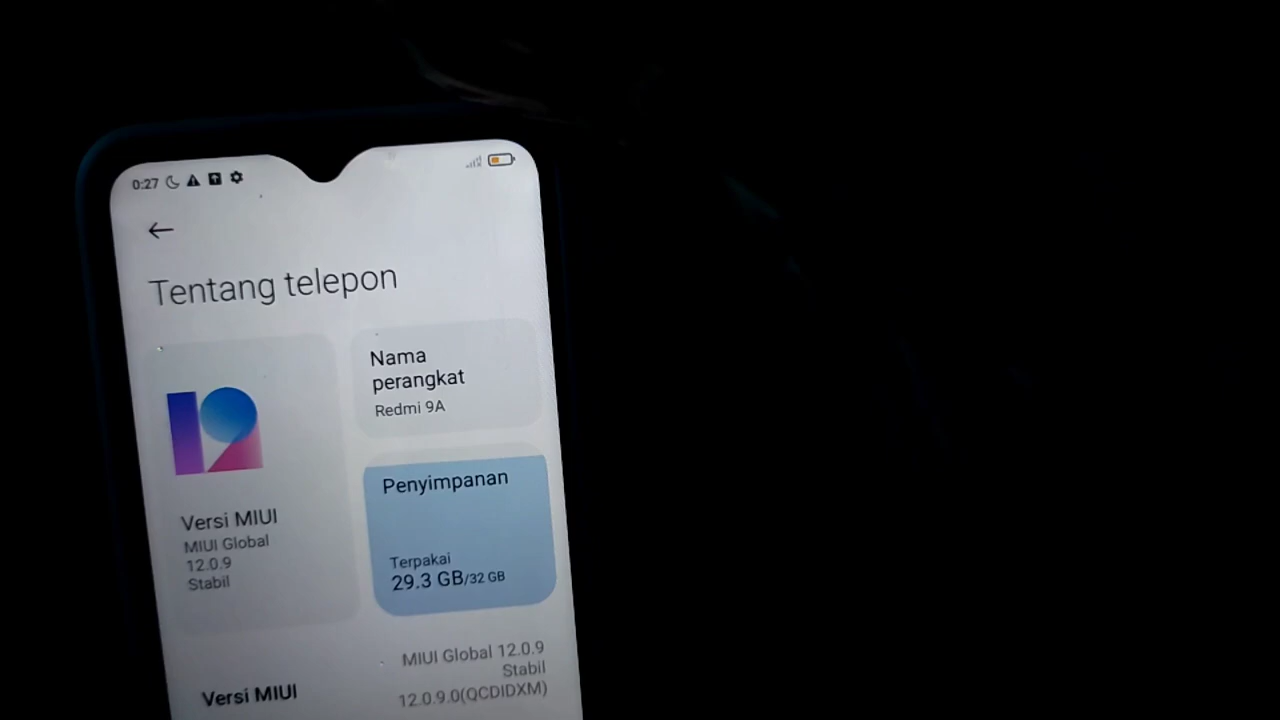 0:27
Tentang telepon
Nama
perangkat
Redmi 9A
12
Versi MIUI
MIUI Global
12.0.9
Stabil
Penyimpanan
Terpakai
29.3 GB/32 GB
Versi MIUI
MIUI Global 12.0.9
Stabil
12.0.9.0(QCDIDXM)